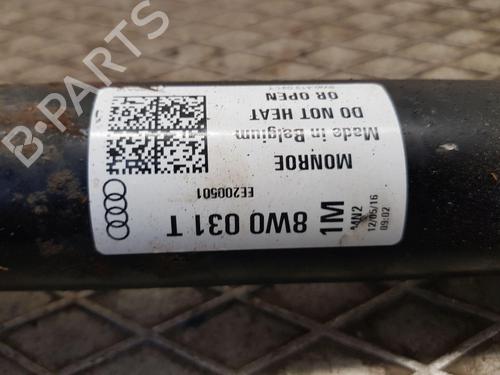 8W0 031 T
1M
MN2
12/05/16
09:02
EE200501
MONROE
Made in Belgium
DO NOT HEAT
OR OPEN
B-PARTS